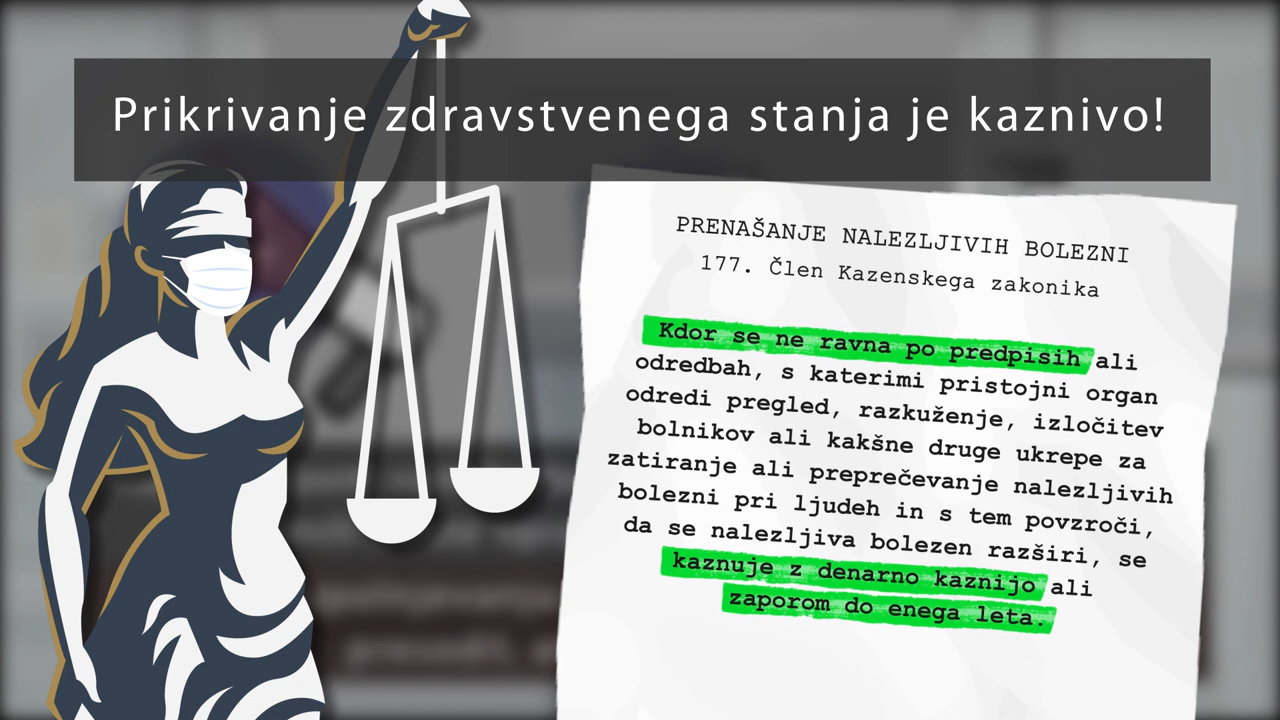 Prikrivanje zdravstvenega stanja je kaznivo!
PRENAŠANJE NALEZLJIVIH BOLEZNI
177. Člen Kazenskega zakonika
Kdor se ne ravna po predpisih ali
odredbah, s katerimi pristojni organ
odredi pregled, razkuženje, izločitev
bolnikov ali kakšne druge ukrepe za
zatiranje ali preprečevanje nalezljivih
bolezni pri ljudeh in s tem povzroči,
da se nalezljiva bolezen razširi, se
kaznuje z denarno kaznijo ali
zaporom do enega leta.